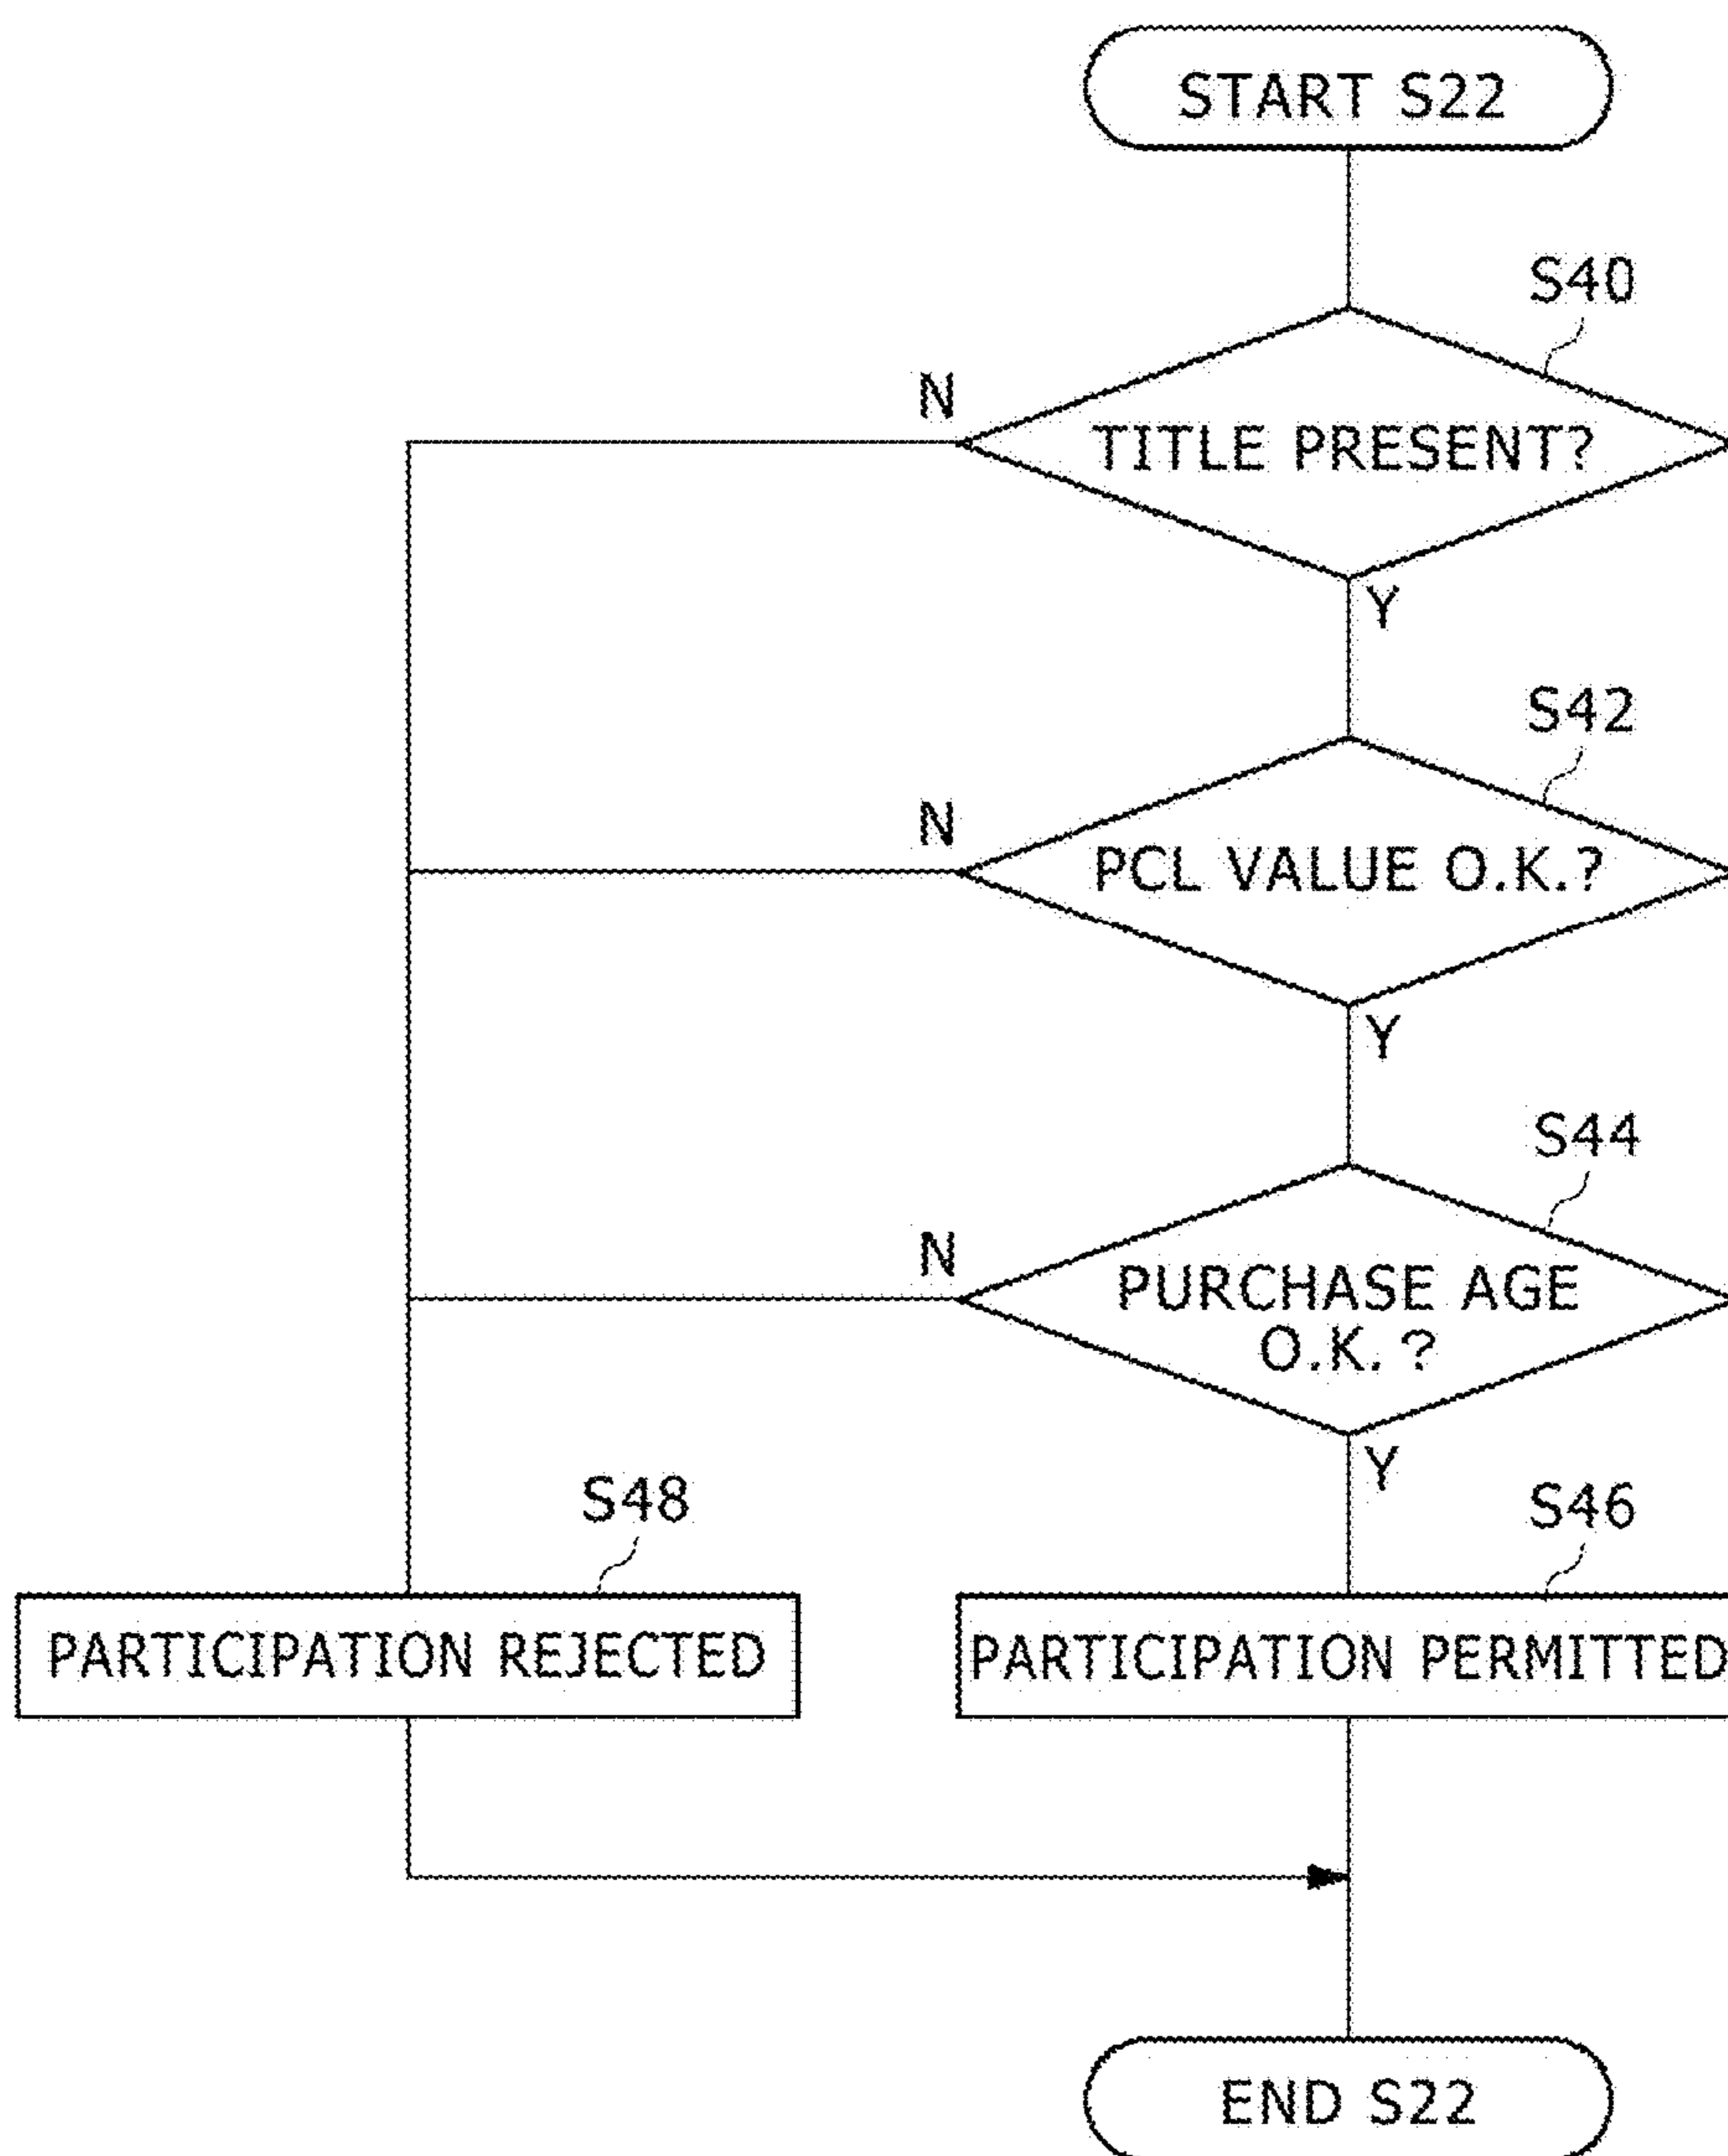 START S22
S40
N
TITLE PRESENT?
Y
S42
N
PCL VALUE O.K.?
Y
S44
N
PURCHASE AGE
O.K. ?
Y
S48
S46
PARTICIPATION REJECTED
PARTICIPATION PERMITTED
END S22